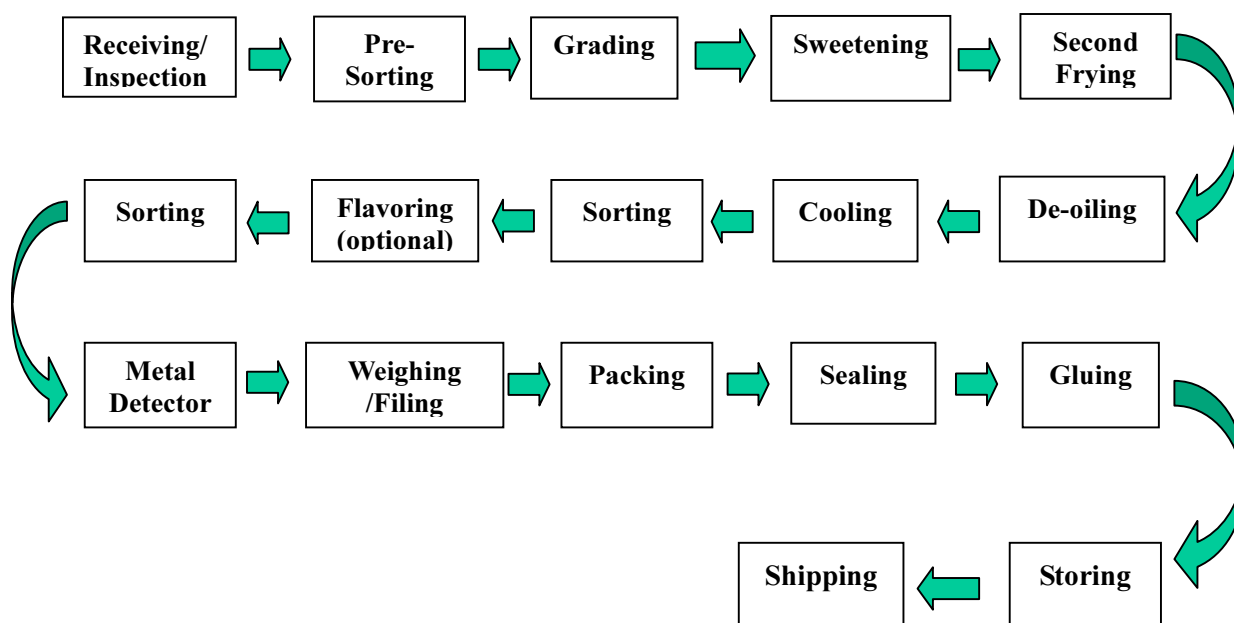 Receiving/
Inspection
Pre-
Sorting
Grading
Sweetening
Second
Frying
De-oiling
Cooling
Sorting
Flavoring
(optional)
Sorting
Metal
Detector
Weighing
/Filing
Packing
Sealing
Gluing
Storing
Shipping